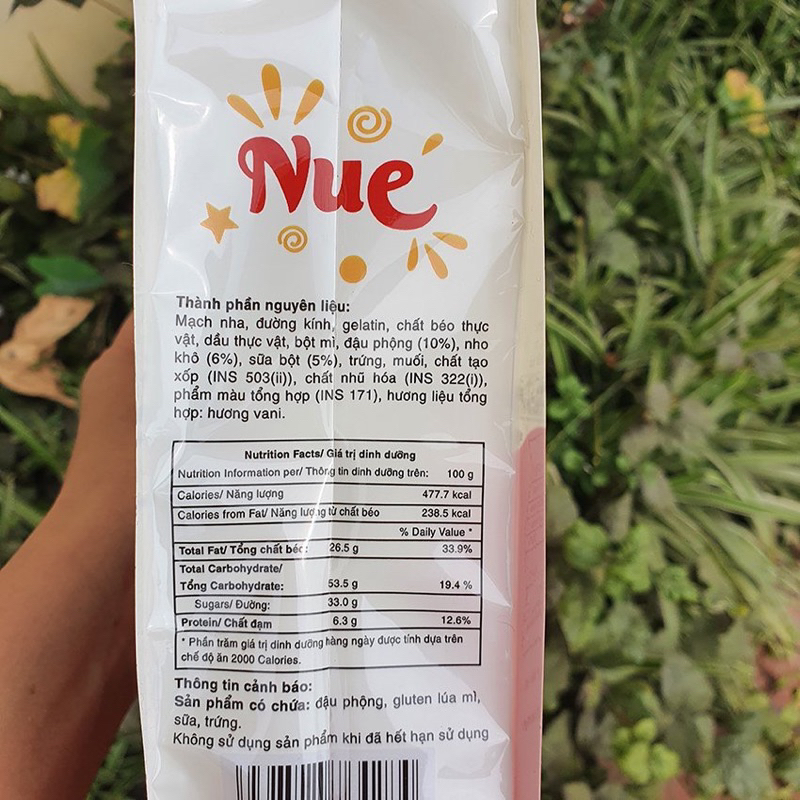 Nue
Thành phần nguyên liệu:
Mạch nha, đường kính, gelatin, chất béo thực
vật, dầu thực vật, bột mì, đậu phộng (10%), nho
khô (6%), sữa bột (5%), trứng, muối, chất tạo
xốp (INS 503(ii)), chất nhũ hóa (INS 322(i)),
phẩm màu tổng hợp (INS 171), hương liệu tổng
hợp: hương vani.
Nutrition Facts/ Giá trị dinh dưỡng
Nutrition Information per/ Thông tin dinh dưỡng trên: 100 g
Calories/ Năng lượng 477.7 kcal
Calories from Fat/ Năng lượng từ chất béo 238.5 kcal
% Daily Value *
Total Fat/ Tổng chất béo: 26.5 g 33.9%
Total Carbohydrate/
Tổng Carbohydrate: 53.5 g 19.4 %
Sugars/ Đường: 33.0 g
Protein/ Chất đạm 6.3 g 12.6%
* Phần trăm giá trị dinh dưỡng hàng ngày được tính dựa trên
chế độ ăn 2000 Calories.
Thông tin cảnh báo:
Sản phẩm có chứa: đậu phộng, gluten lúa mì,
sữa, trứng.
Không sử dụng sản phẩm khi đã hết hạn sử dụng